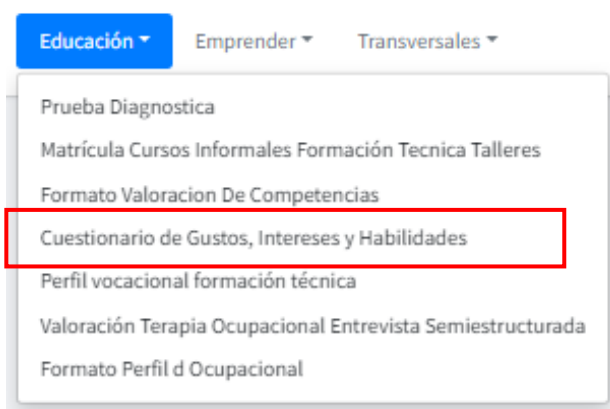 Educación Emprender Transversales
Prueba Diagnostica
Matrícula Cursos Informales Formación Tecnica Talleres
Formato Valoracion De Competencias
Cuestionario de Gustos, Intereses y Habilidades
Perfil vocacional formación técnica
Valoración Terapia Ocupacional Entrevista Semiestructurada
Formato Perfil d Ocupacional